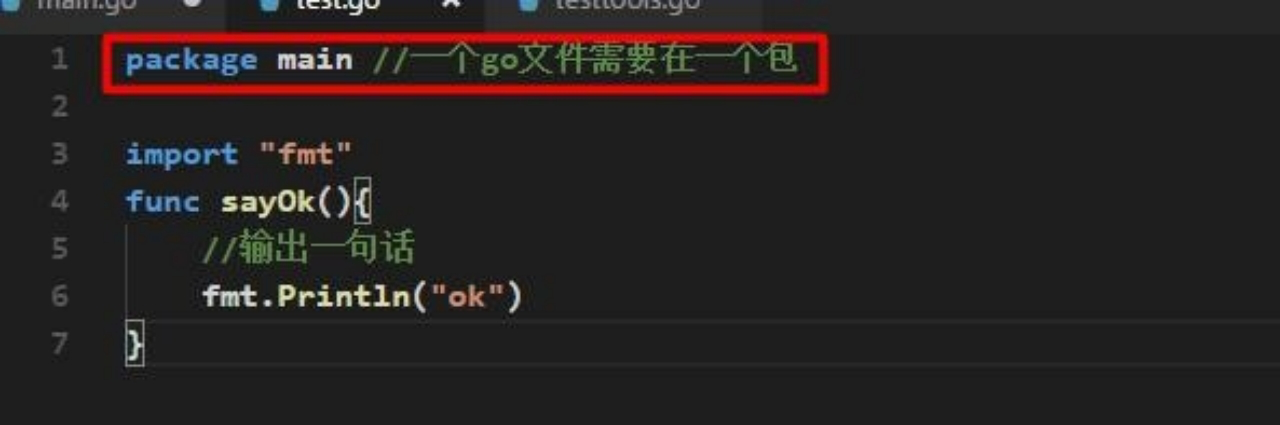 main.go test.go testtools.go
1 package main //一个go文件需要在一个包
2
3 import "fmt"
4 func sayOk(){
5 //输出一句话
6 fmt.Println("ok")
7 }